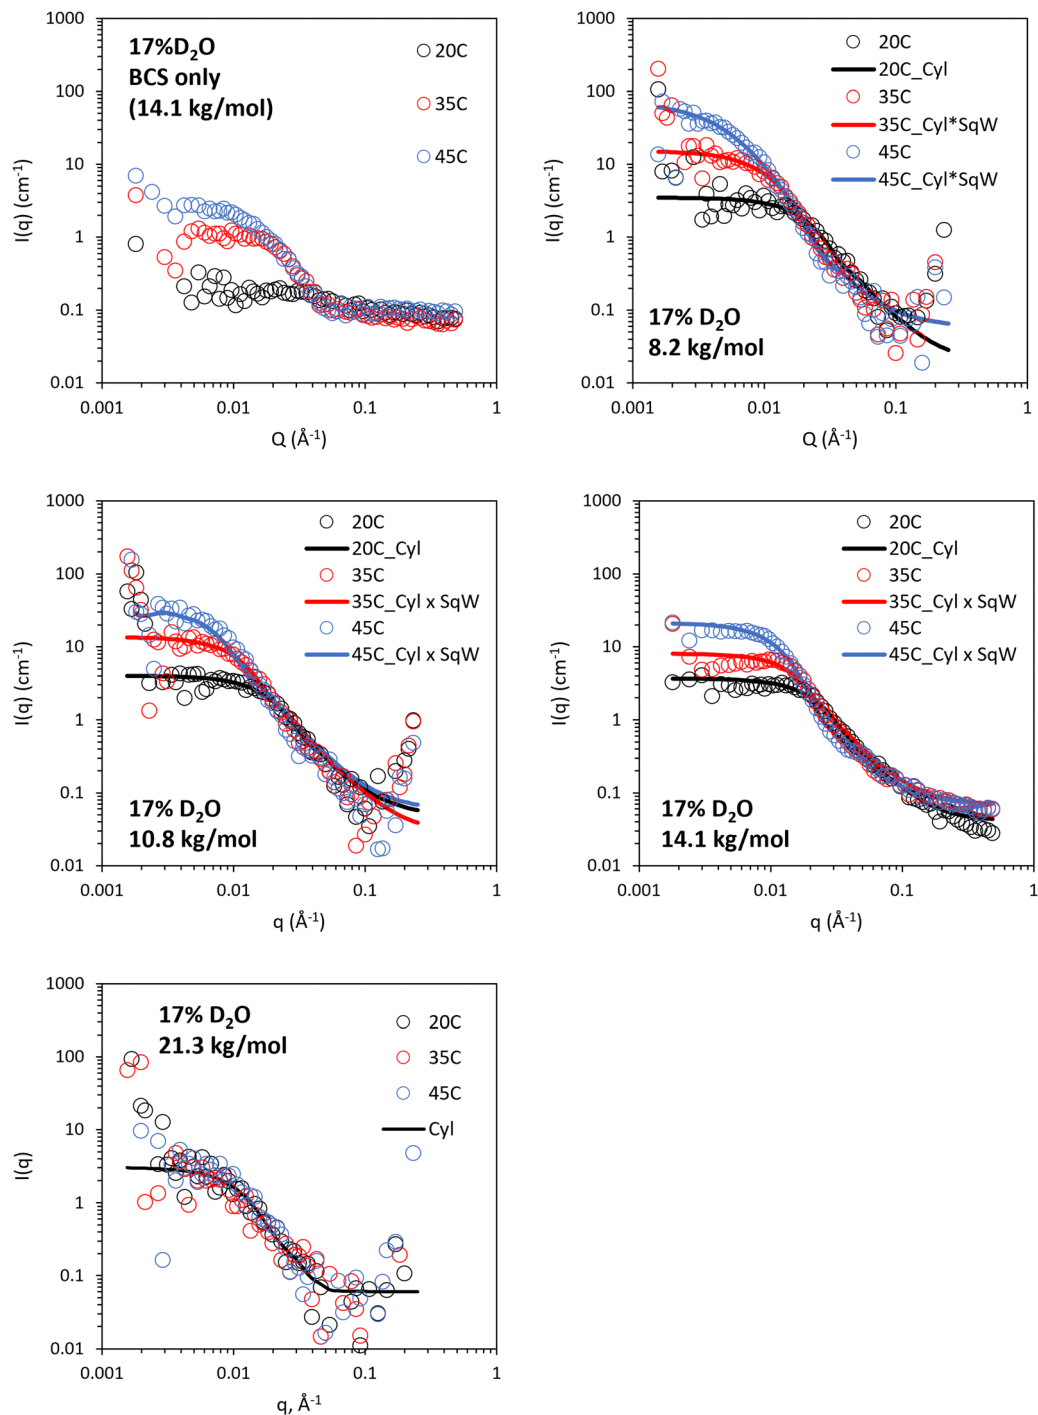 1000
100
10
1
0.1
0.01
0.001
0.01
0.1
1
I(q) (cm⁻¹)
Q (Å⁻¹)
17%D₂O
BCS only
(14.1 kg/mol)
20C
35C
45C
1000
100
10
1
0.1
0.01
0.001
0.01
0.1
1
I(q) (cm⁻¹)
Q (Å⁻¹)
20C
20C_Cyl
35C
35C_Cyl*SqW
45C
45C_Cyl*SqW
17% D₂O
8.2 kg/mol
1000
100
10
1
0.1
0.01
0.001
0.01
0.1
1
I(q) (cm⁻¹)
q (Å⁻¹)
20C
20C_Cyl
35C
35C_Cyl x SqW
45C
45C_Cyl x SqW
17% D₂O
10.8 kg/mol
1000
100
10
1
0.1
0.01
0.001
0.01
0.1
1
I(q) (cm⁻¹)
q (Å⁻¹)
20C
20C_Cyl
35C
35C_Cyl x SqW
45C
45C_Cyl x SqW
17% D₂O
14.1 kg/mol
1000
100
10
1
0.1
0.01
0.001
0.01
0.1
1
I(q)
q, Å⁻¹
17% D₂O
21.3 kg/mol
20C
35C
45C
Cyl